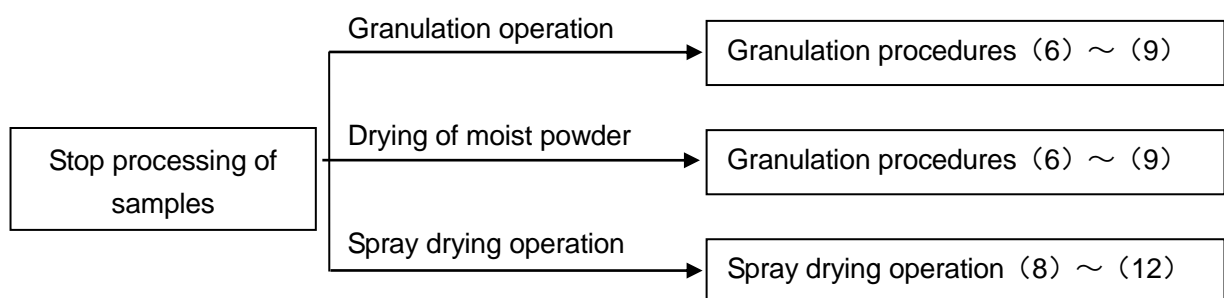 Granulation operation
Granulation procedures（6）～（9）
Drying of moist powder
Granulation procedures（6）～（9）
Stop processing of
samples
Spray drying operation
Spray drying operation（8）～（12）